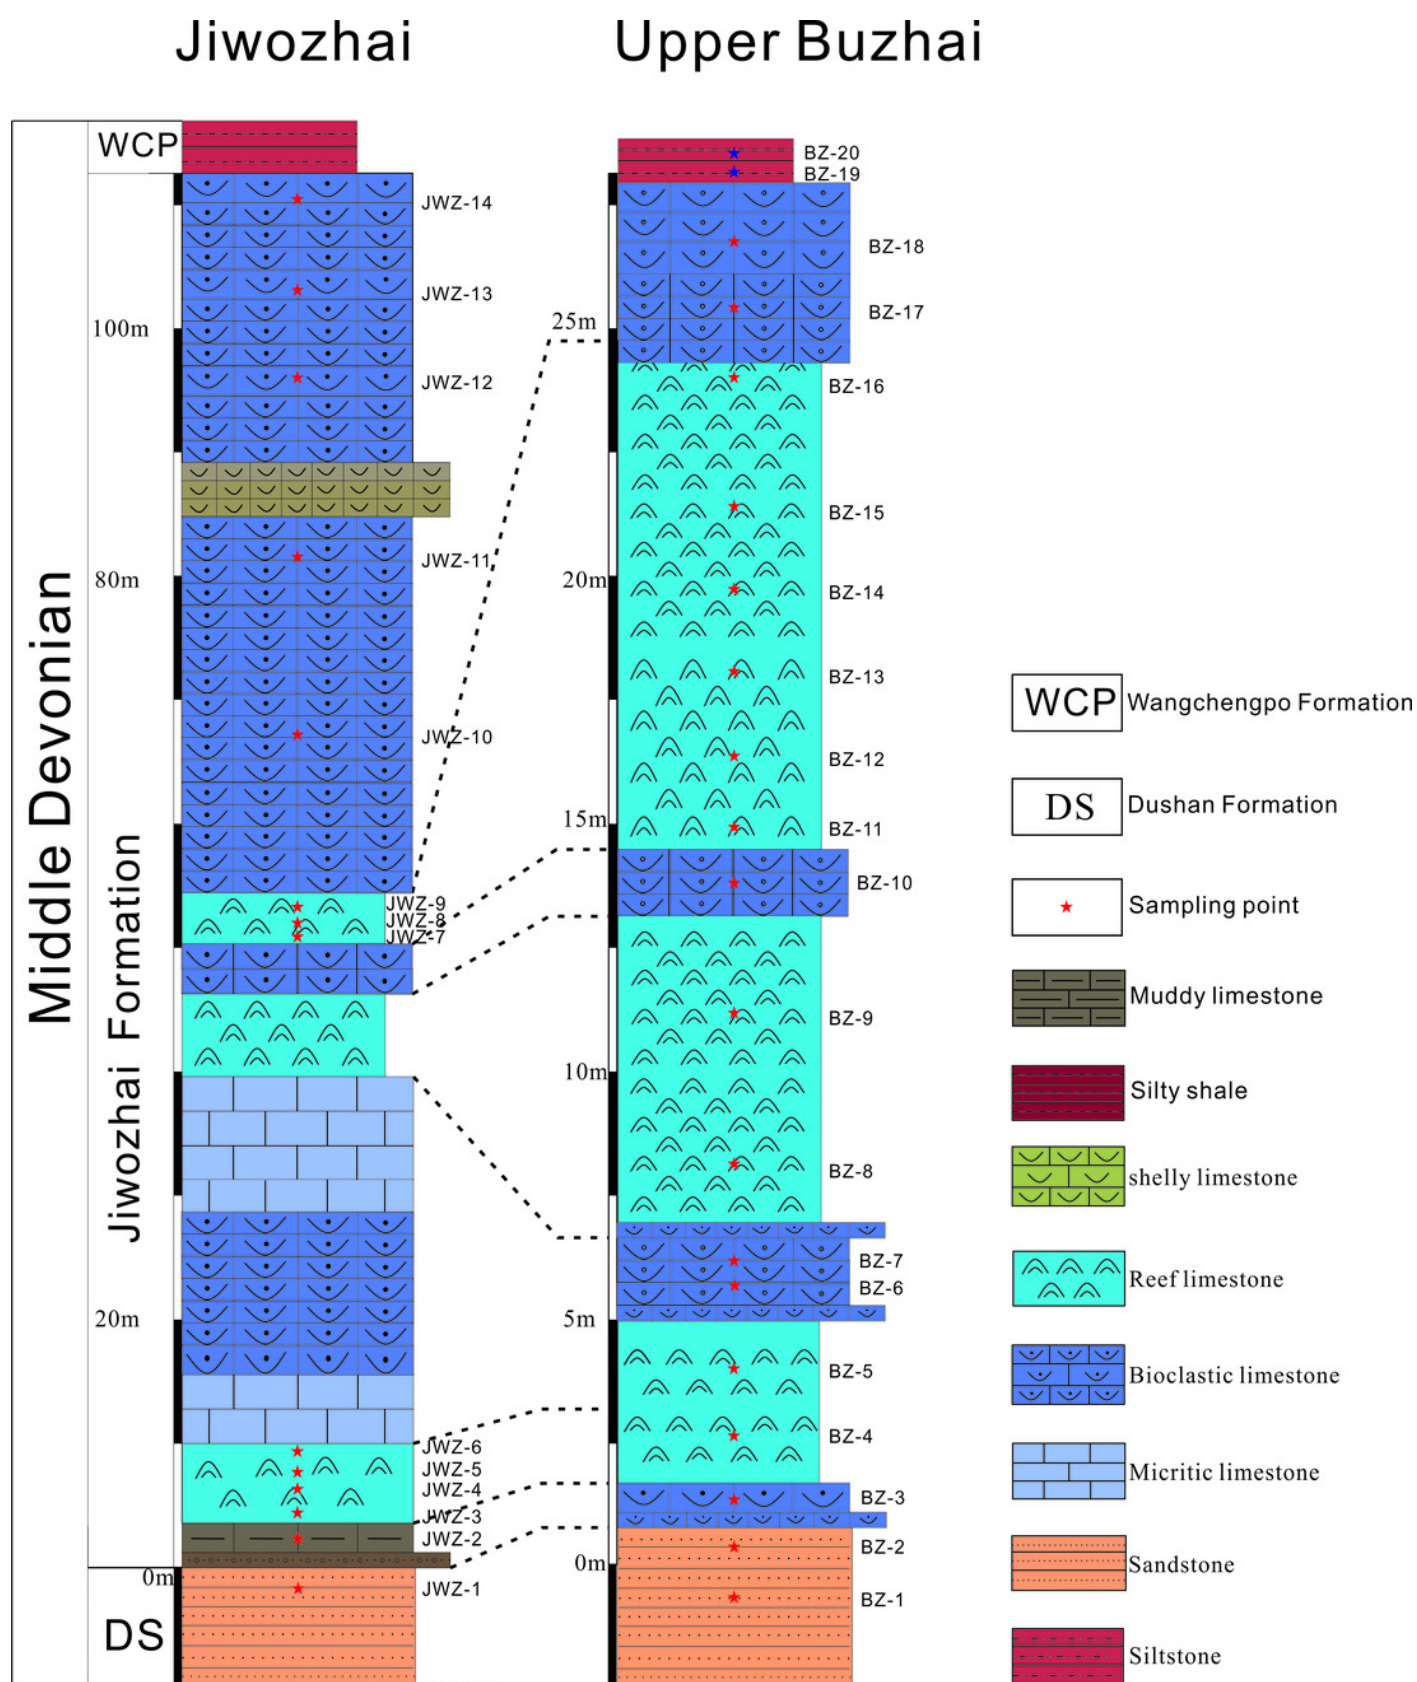 Jiwozhai
Upper Buzhai
Middle Devonian
Jiwozhai Formation
WCP
DS
100m
80m
20m
0m
JWZ-14
JWZ-13
JWZ-12
JWZ-11
JWZ-10
JWZ-9
JWZ-8
JWZ-7
JWZ-6
JWZ-5
JWZ-4
JWZ-3
JWZ-2
JWZ-1
25m
20m
15m
10m
5m
0m
BZ-20
BZ-19
BZ-18
BZ-17
BZ-16
BZ-15
BZ-14
BZ-13
BZ-12
BZ-11
BZ-10
BZ-9
BZ-8
BZ-7
BZ-6
BZ-5
BZ-4
BZ-3
BZ-2
BZ-1
WCP Wangchengpo Formation
DS Dushan Formation
Sampling point
Muddy limestone
Silty shale
shelly limestone
Reef limestone
Bioclastic limestone
Micritic limestone
Sandstone
Siltstone